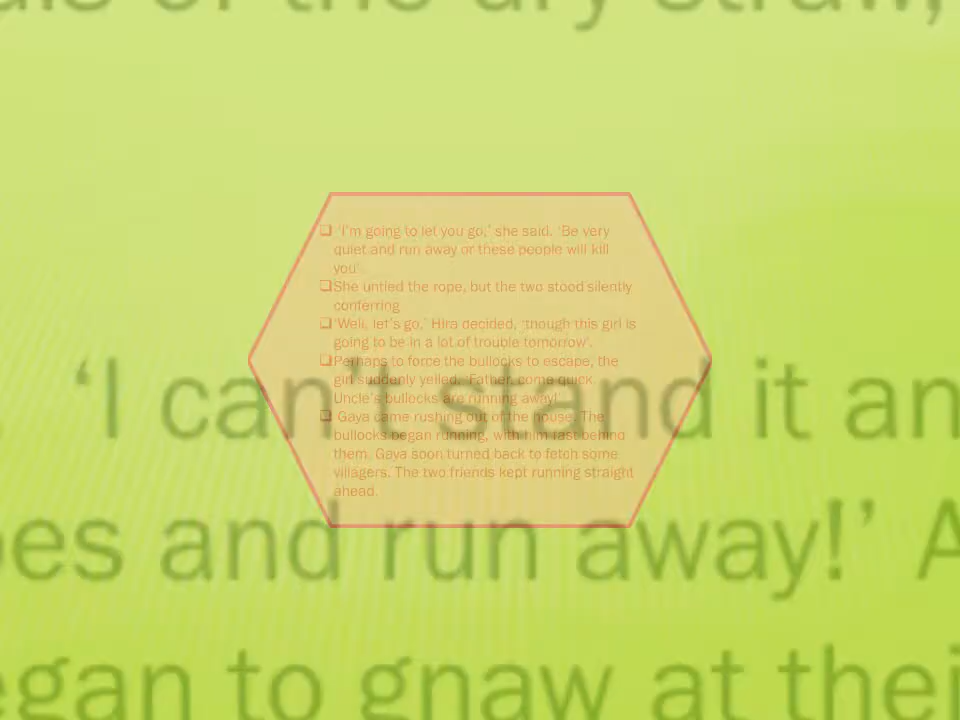 of the dry straw,
❑ 'I'm going to let you go,' she said. 'Be very
quiet and run away or these people will kill
you'.
❑She untied the rope, but the two stood silently
conferring.
❑'Well, let's go,' Hira decided, 'though this girl is
going to be in a lot of trouble tomorrow'.
❑Perhaps to force the bullocks to escape, the
girl suddenly yelled. 'Father, come quick.
Uncle's bullocks are running away!
❑ Gaya came rushing out of the house. The
bullocks began running, with him fast behind
them. Gaya soon turned back to fetch some
villagers. The two friends kept running straight
ahead.
'I can't stand it an
and run away!' A
to gnaw at